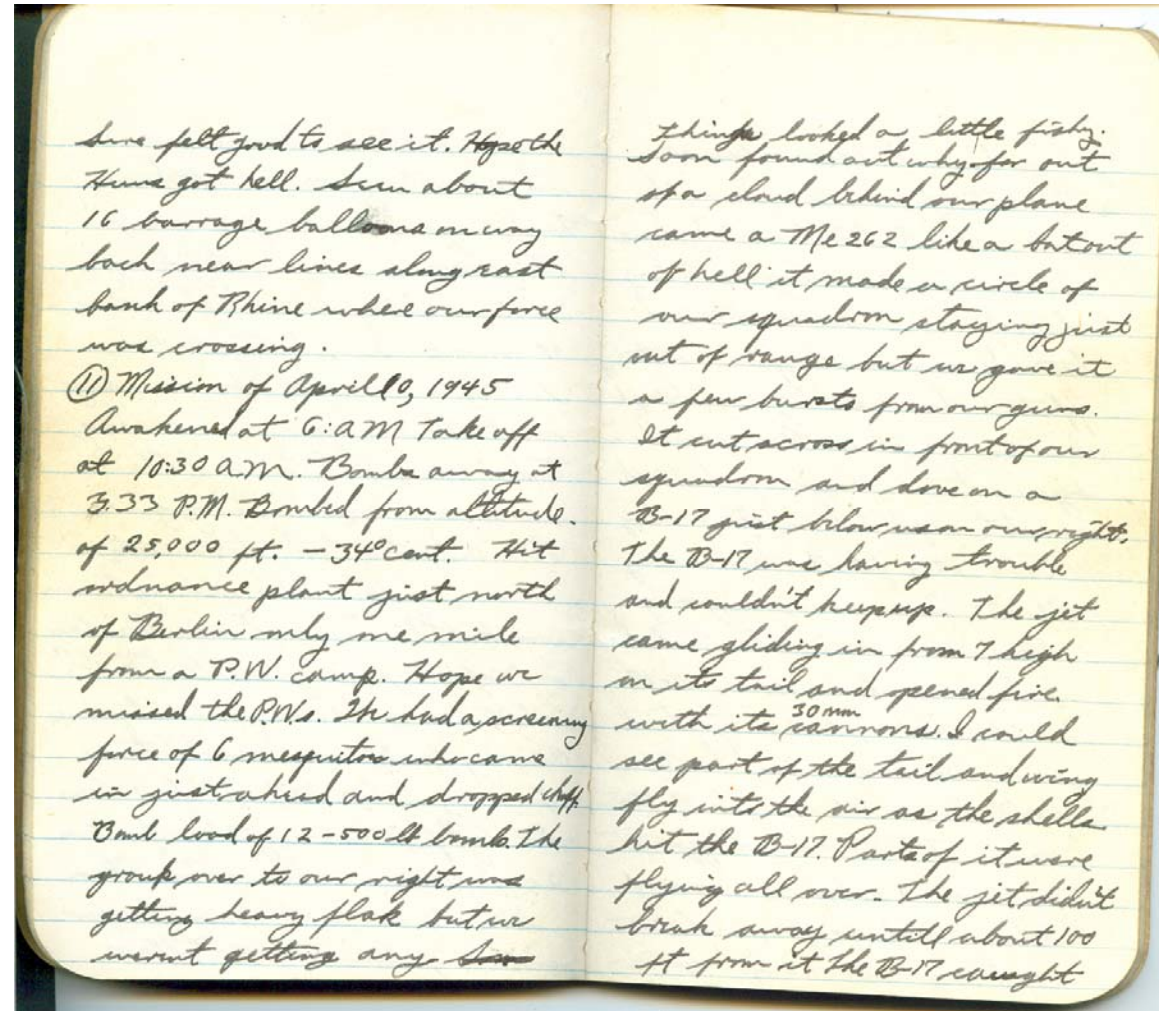 Sure felt good to see it. Hope the
Huns got hell. Seen about
16 barrage balloons on way
back near lines along east
bank of Rhine where our force
was crossing.
(11) Mission of April 10, 1945
Awakened at 6:AM Take off
at 10:30 A.M. Bombs away at
3:33 P.M. Bombed from altitude.
of 25,000 ft. -34° cent. Hit
ordnance plant just north
of Berlin only one mile
from a P.W. camp. Hope we
missed the P.Ws. We had a screening
force of 6 mesquitos who came
in just ahead and dropped chaff.
Bomb load of 12-500 lb bombs. The
group over to our right was
getting heavy flak but we
wernt getting any
Things looked a little fishy.
Soon found out why for out
of a cloud behind our plane
came a Me 262 like a bat out
of hell it made a circle of
our squadron staying just
out of range but we gave it
a few bursts from our guns.
It cut across in front of our
squadron and dove on a
B-17 just below us on our right.
The B-17 was having trouble
and couldn't keep up. The jet
came gliding in from 7 high
on its tail and opened fire.
with its 30 mm cannons. I could
see part of the tail and wing
fly into the air as the shells
hit the B-17. Parts of it were
flying all over. The jet didn't
break away untill about 100
ft from it The B-17 caught